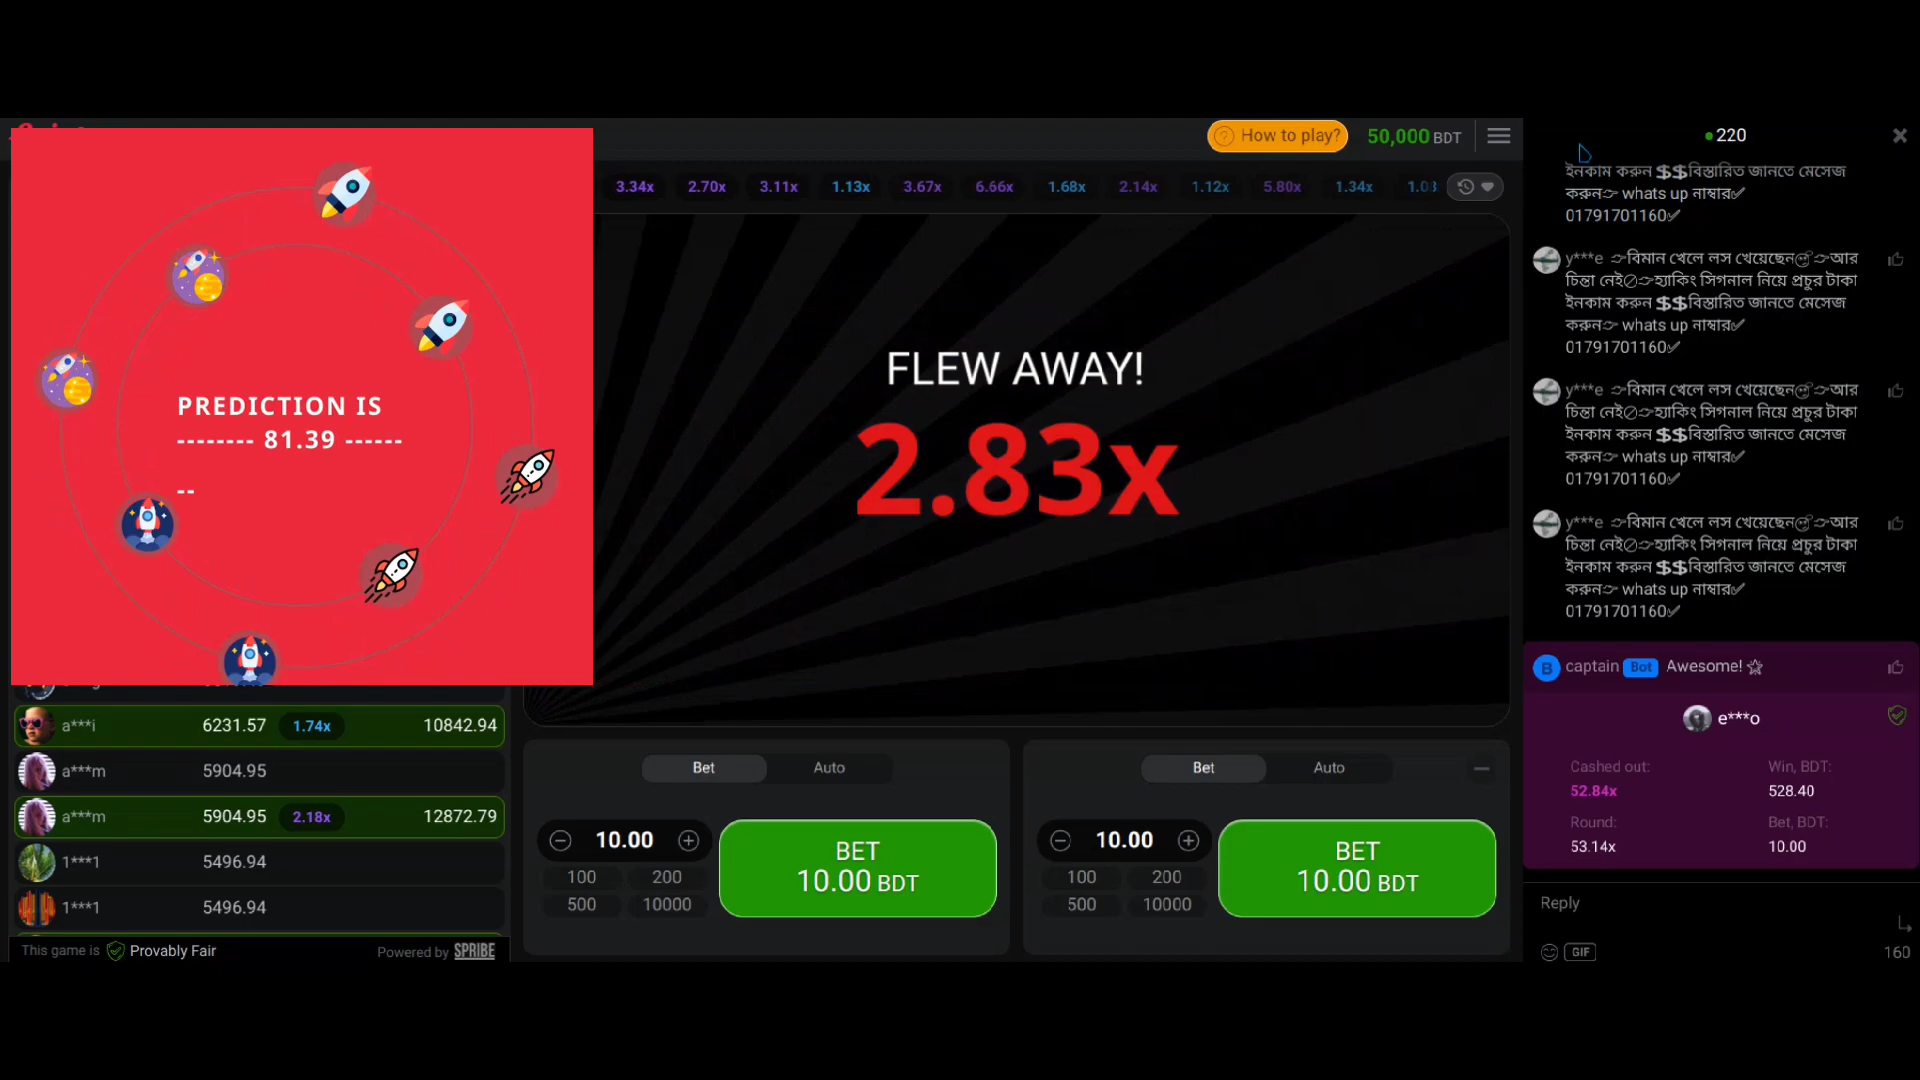 How to play?
50,000 BDT
220
3.34x 2.70x 3.11x 1.13x 3.67x 6.66x 1.68x 2.14x 1.12x 5.80x 1.34x 1.03
PREDICTION IS
-------- 81.39 ------
--
FLEW AWAY!
2.83x
a***i 6231.57 1.74x 10842.94
a***m 5904.95
a***m 5904.95 2.18x 12872.79
1***1 5496.94
1***1 5496.94
This game is Provably Fair
Powered by SPRIBE
Bet Auto
10.00
100 200
500 10000
BET
10.00 BDT
Bet Auto
10.00
100 200
500 10000
BET
10.00 BDT
ইনকাম করুন $$বিস্তারিত জানতে মেসেজ
করুন👉 whats up নাম্বার✅
01791701160✅
y***e 👉বিমান খেলে লস খেয়েছেন👉আর
চিন্তা নেই🚫👉হ্যাকিং সিগনাল নিয়ে প্রচুর টাকা
ইনকাম করুন $$বিস্তারিত জানতে মেসেজ
করুন👉 whats up নাম্বার✅
01791701160✅
y***e 👉বিমান খেলে লস খেয়েছেন👉আর
চিন্তা নেই🚫👉হ্যাকিং সিগনাল নিয়ে প্রচুর টাকা
ইনকাম করুন $$বিস্তারিত জানতে মেসেজ
করুন👉 whats up নাম্বার✅
01791701160✅
y***e 👉বিমান খেলে লস খেয়েছেন👉আর
চিন্তা নেই🚫👉হ্যাকিং সিগনাল নিয়ে প্রচুর টাকা
ইনকাম করুন $$বিস্তারিত জানতে মেসেজ
করুন👉 whats up নাম্বার✅
01791701160✅
B captain Bot Awesome!
e***o
Cashed out: Win, BDT:
52.84x 528.40
Round: Bet, BDT:
53.14x 10.00
Reply
GIF 160